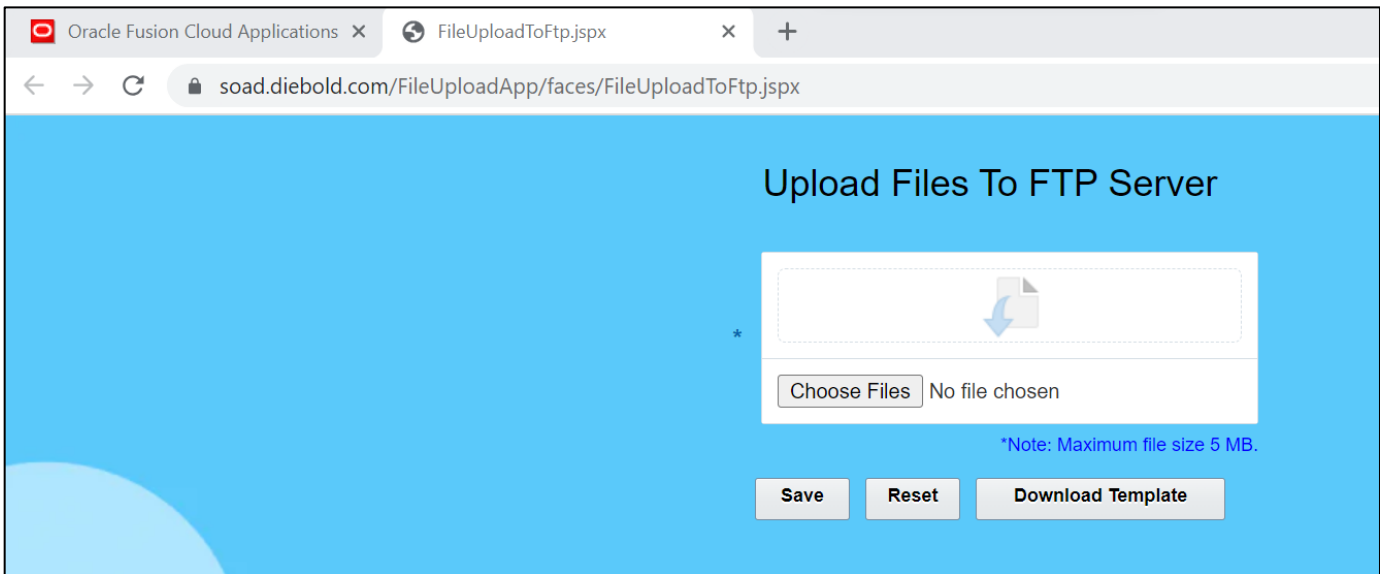 Oracle Fusion Cloud Applications
FileUploadToFtp.jspx
soad.diebold.com/FileUploadApp/faces/FileUploadToFtp.jspx
Upload Files To FTP Server
*
Choose Files No file chosen
*Note: Maximum file size 5 MB.
Save Reset Download Template